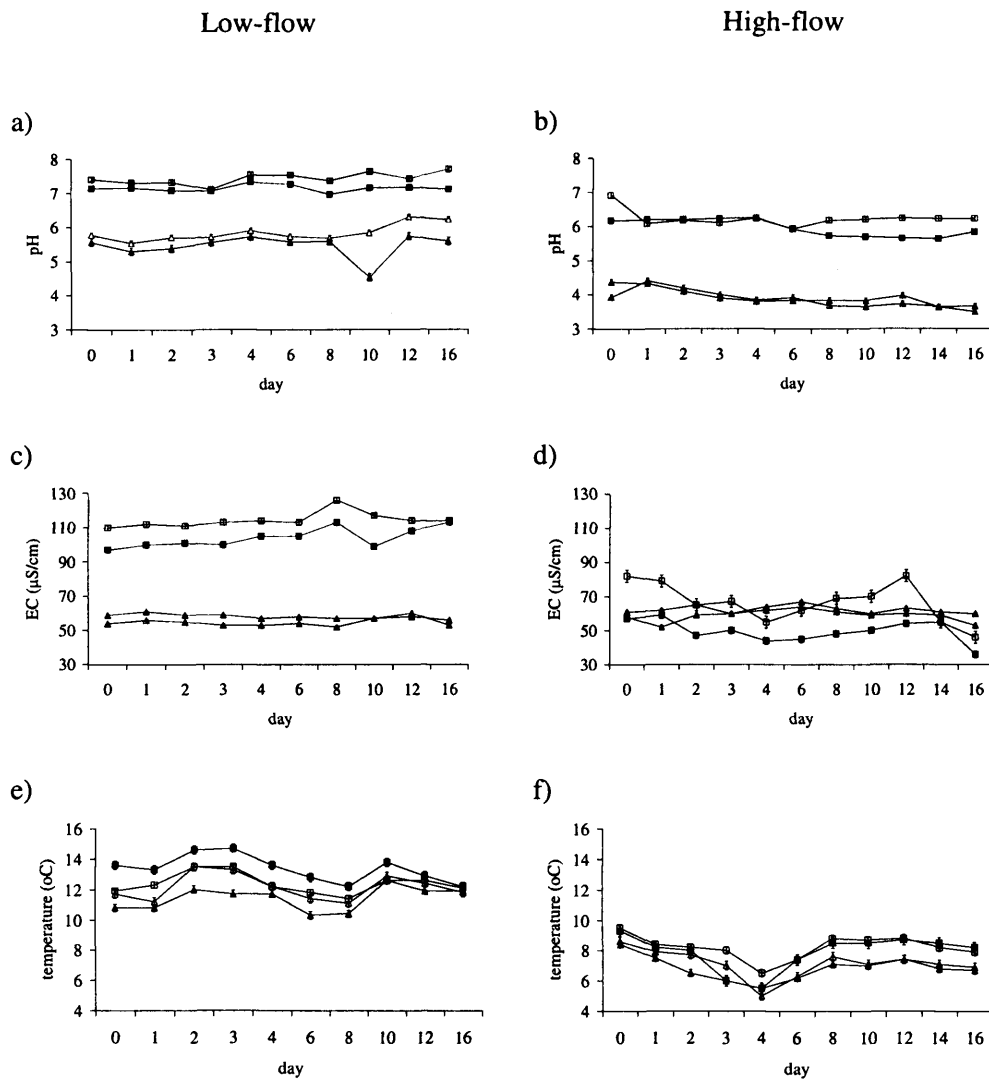 Low-flow
High-flow
a)
8
7
6
5
4
3
pH
0 1 2 3 4 6 8 10 12 16
day
b)
8
7
6
5
4
3
pH
0 1 2 3 4 6 8 10 12 14 16
day
c)
130
110
90
70
50
30
EC (µS/cm)
0 1 2 3 4 6 8 10 12 16
day
d)
130
110
90
70
50
30
EC (µS/cm)
0 1 2 3 4 6 8 10 12 14 16
day
e)
16
14
12
10
8
6
4
temperature (oC)
0 1 2 3 4 6 8 10 12 16
day
f)
16
14
12
10
8
6
4
temperature (oC)
0 1 2 3 4 6 8 10 12 14 16
day